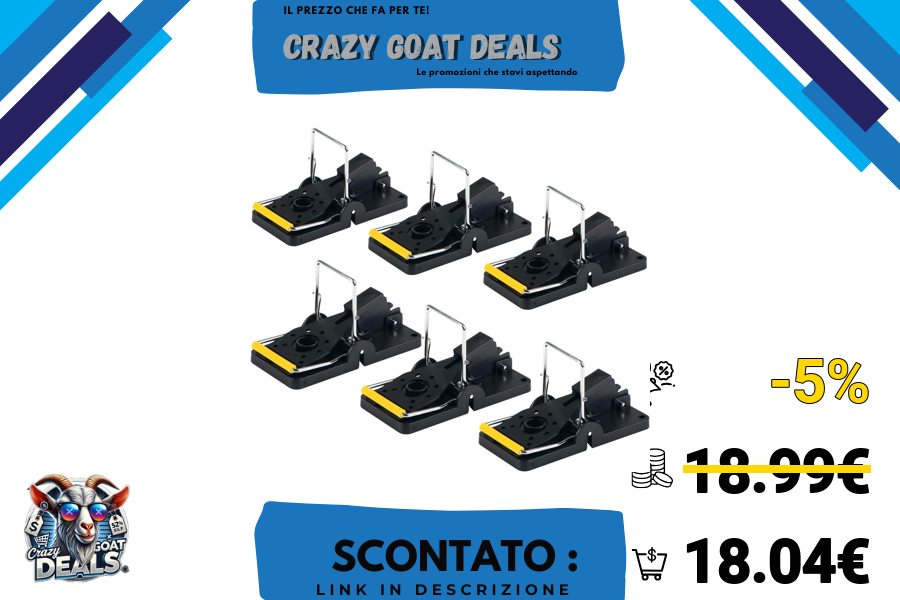 IL PREZZO CHE FA PER TE!
CRAZY GOAT DEALS
Le promozioni che stavi aspettando
-5%
18.99€
SCONTATO :
18.04€
LINK IN DESCRIZIONE
$
Crazy
GOAT
DEALS